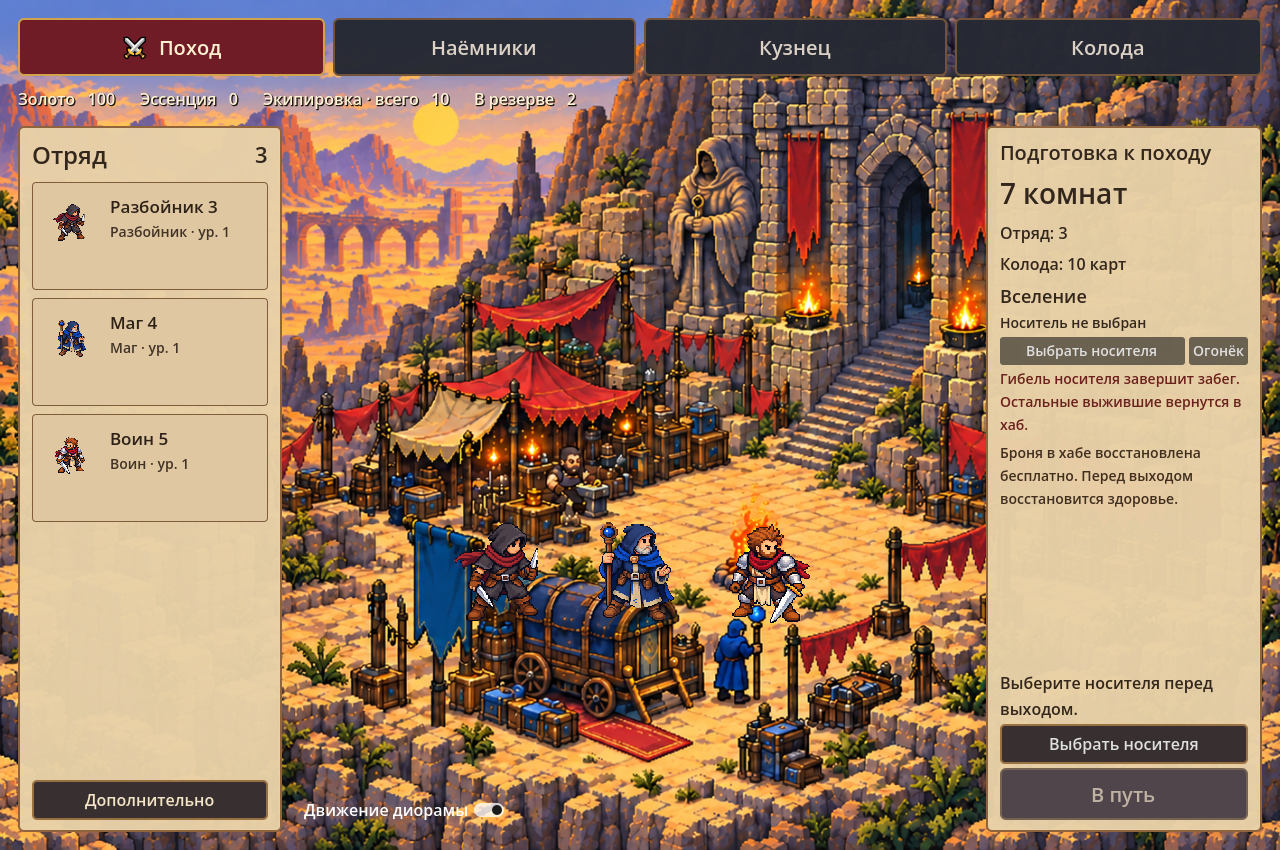 Поход
Наёмники
Кузнец
Колода
Золото 100 Эссенция 0 Экипировка · всего 10 В резерве 2
Отряд 3
Разбойник 3
Разбойник · ур. 1
Маг 4
Маг · ур. 1
Воин 5
Воин · ур. 1
Дополнительно
Движение диорамы
Подготовка к походу
7 комнат
Отряд: 3
Колода: 10 карт
Вселение
Носитель не выбран
Выбрать носителя
Огонёк
Гибель носителя завершит забег.
Остальные выжившие вернутся в
хаб.
Броня в хабе восстановлена
бесплатно. Перед выходом
восстановится здоровье.
Выберите носителя перед
выходом.
Выбрать носителя
В путь